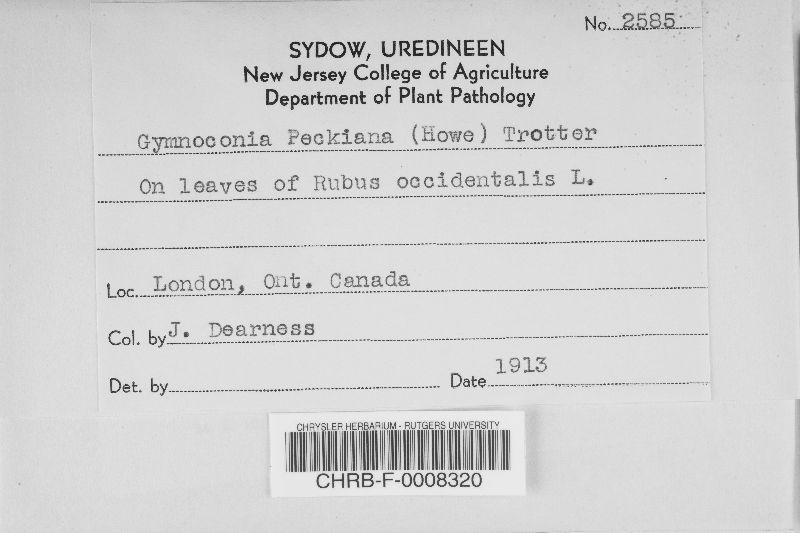 No. 2585
SYDOW, UREDINEEN
New Jersey College of Agriculture
Department of Plant Pathology
Gymnoconia Peckiana (Howe) Trotter
On leaves of Rubus occidentalis L.
Loc. London, Ont. Canada
Col. by J. Dearness
Det. by Date 1913
CHRYSLER HERBARIUM - RUTGERS UNIVERSITY
CHRB-F-0008320